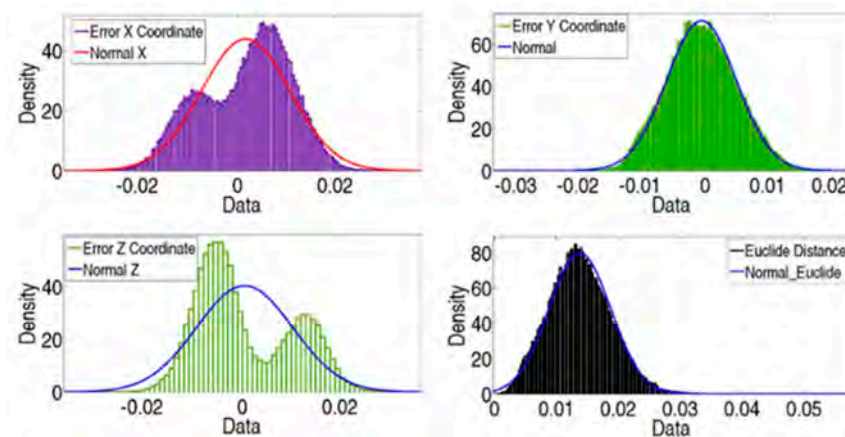 Error X Coordinate
Normal X
Density
40
20
0
-0.02
0
0.02
Data
Error Y Coordinate
Normal
Density
60
40
20
0
-0.03
-0.02
-0.01
0
0.01
0.02
Data
Error Z Coordinate
Normal Z
Density
40
20
0
-0.02
0
0.02
Data
Euclide Distance
Normal_Euclide
Density
80
60
40
20
0
0
0.01
0.02
0.03
0.04
0.05
Data